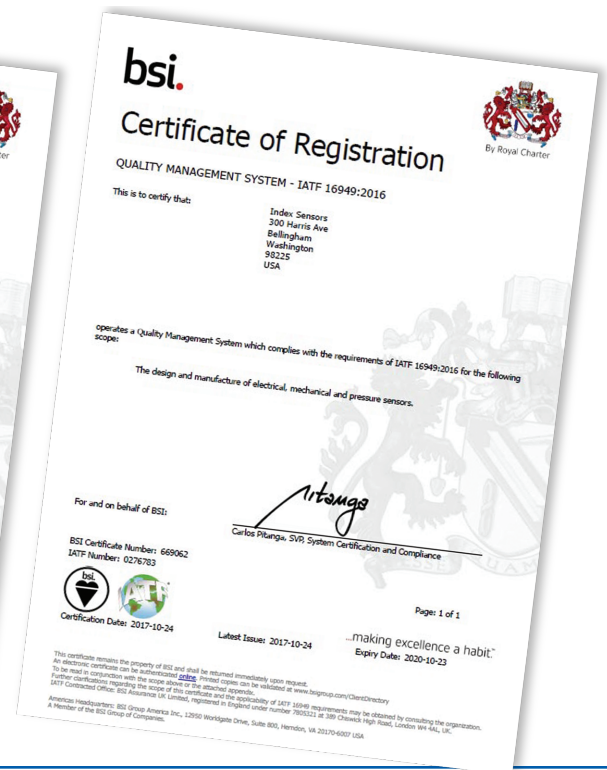 ter
bsi.
By Royal Charter
Certificate of Registration
QUALITY MANAGEMENT SYSTEM - IATF 16949:2016
This is to certify that:
Index Sensors
300 Harris Ave
Bellingham
Washington
98225
USA
operates a Quality Management System which complies with the requirements of IATF 16949:2016 for the following
scope:
The design and manufacture of electrical, mechanical and pressure sensors.
For and on behalf of BSI:
Pitanga
Carlos Pitanga, SVP, System Certification and Compliance
BSI Certificate Number: 669062
IATF Number: 0276783
bsi.
IATF
Page: 1 of 1
Certification Date: 2017-10-24
Latest Issue: 2017-10-24
...making excellence a habit.™
Expiry Date: 2020-10-23
This certificate remains the property of BSI and shall be returned immediately upon request.
An electronic certificate can be authenticated online. Printed copies can be validated at www.bsigroup.com/ClientDirectory
To be read in conjunction with the scope above or the attached appendix.
Further clarifications regarding the scope of this certificate and the applicability of IATF 16949 requirements may be obtained by consulting the organization.
IATF Contracted Office: BSI Assurance UK Limited, registered in England under number 7805321 at 389 Chiswick High Road, London W4 4AL, UK.
Americas Headquarters: BSI Group America Inc., 12950 Worldgate Drive, Suite 800, Herndon, VA 20170-6007 USA
A Member of the BSI Group of Companies.